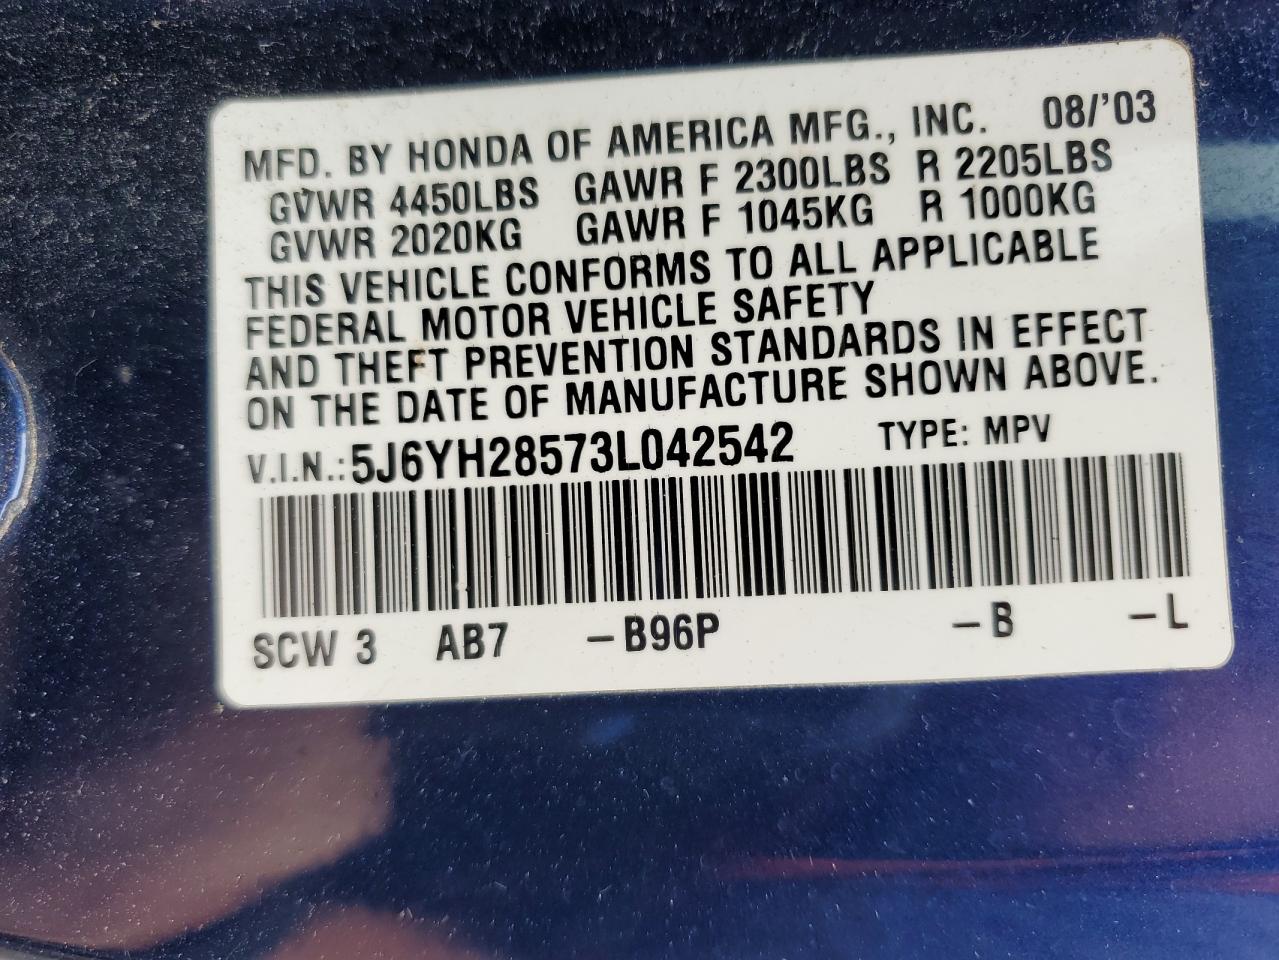 MFD. BY HONDA OF AMERICA MFG., INC. 08/'03
GVWR 4450LBS GAWR F 2300LBS R 2205LBS
GVWR 2020KG GAWR F 1045KG R 1000KG
THIS VEHICLE CONFORMS TO ALL APPLICABLE
FEDERAL MOTOR VEHICLE SAFETY
AND THEFT PREVENTION STANDARDS IN EFFECT
ON THE DATE OF MANUFACTURE SHOWN ABOVE.
V.I.N.: 5J6YH28573L042542 TYPE: MPV
SCW 3 AB7 –B96P –B –L